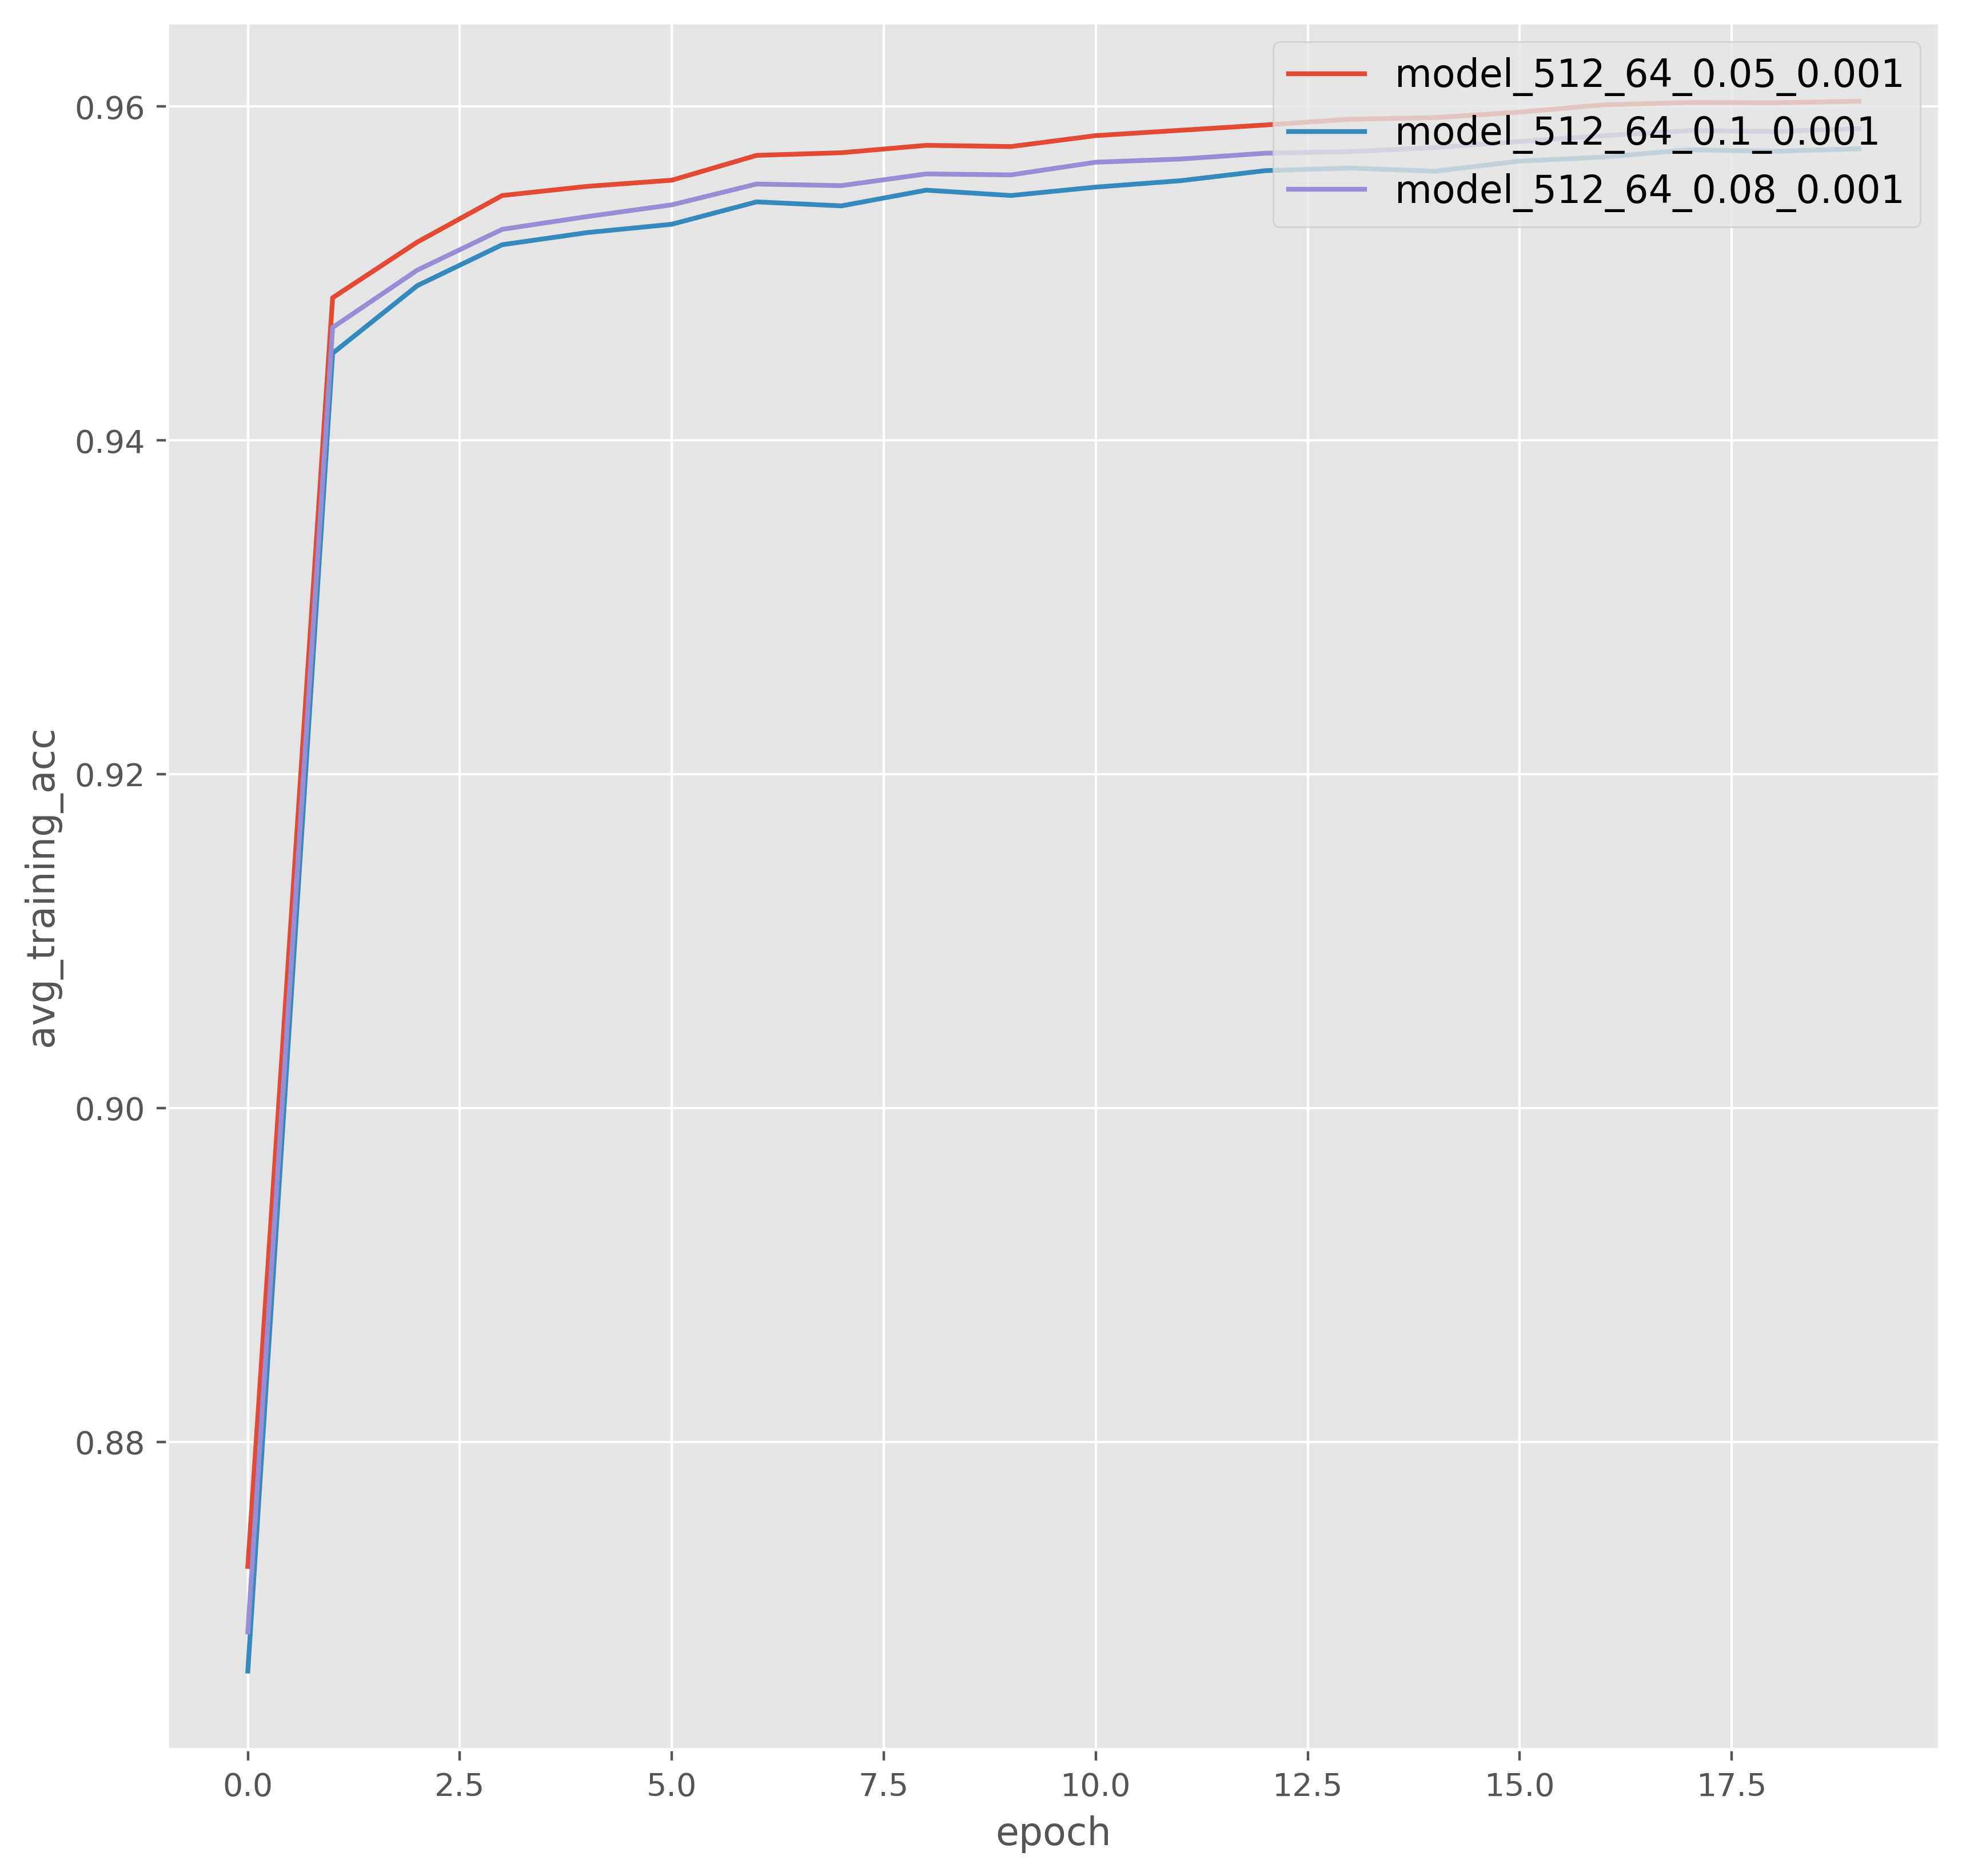 model_512_64_0.05_0.001
model_512_64_0.1_0.001
model_512_64_0.08_0.001
avg_training_acc
0.96
0.94
0.92
0.90
0.88
0.0 2.5 5.0 7.5 10.0 12.5 15.0 17.5
epoch